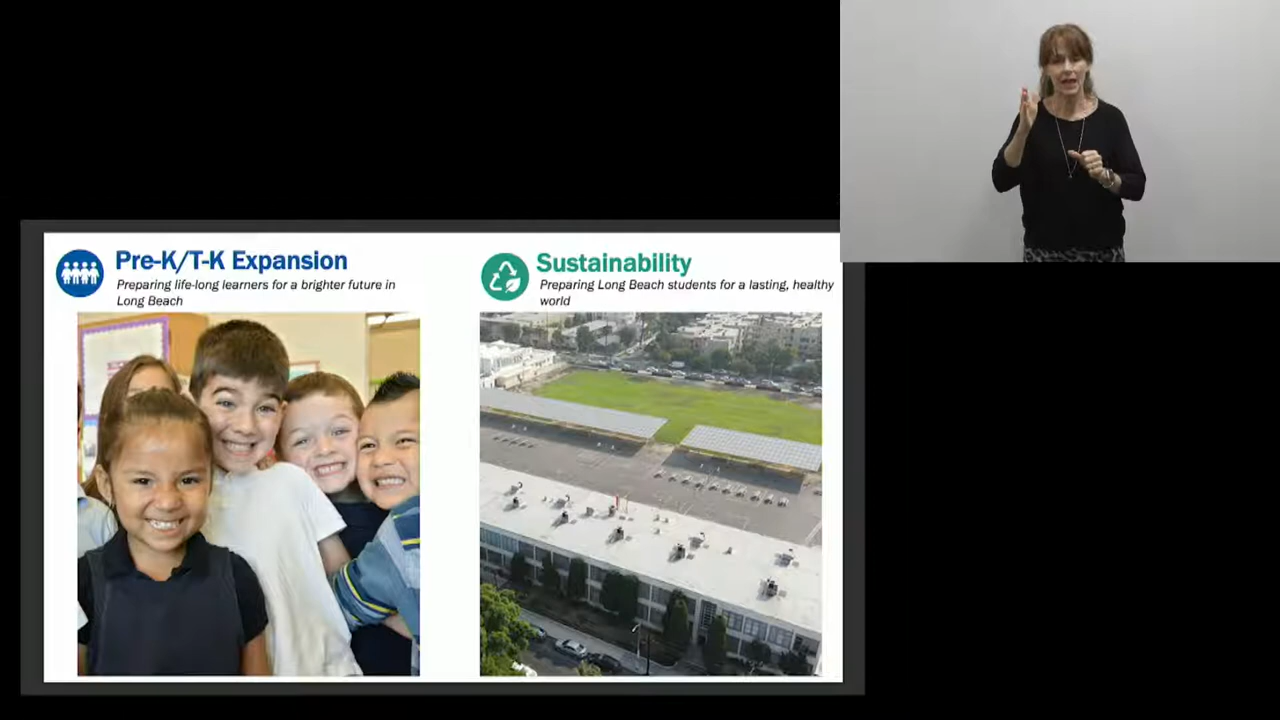 Pre-K/T-K Expansion
Preparing life-long learners for a brighter future in
Long Beach
Sustainability
Preparing Long Beach students for a lasting, healthy
world